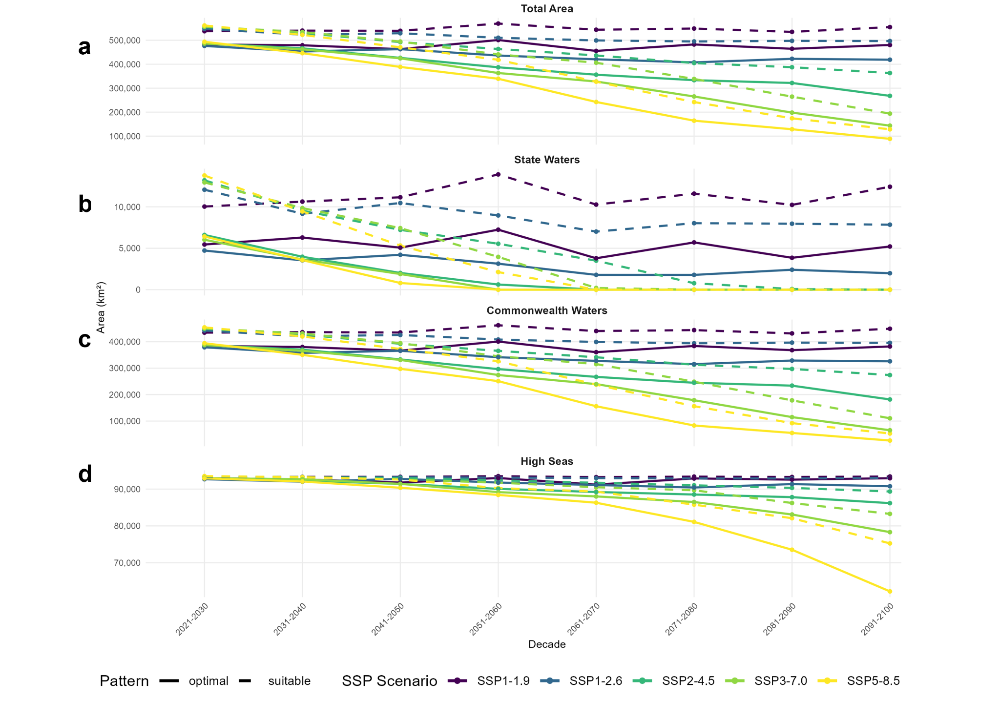 Total Area
a
500,000
400,000
300,000
200,000
100,000
State Waters
b
10,000
5,000
0
Area (km²)
Commonwealth Waters
c
400,000
300,000
200,000
100,000
High Seas
d
90,000
80,000
70,000
2021-2030
2031-2040
2041-2050
2051-2060
2061-2070
2071-2080
2081-2090
2091-2100
Decade
Pattern optimal suitable SSP Scenario SSP1-1.9 SSP1-2.6 SSP2-4.5 SSP3-7.0 SSP5-8.5